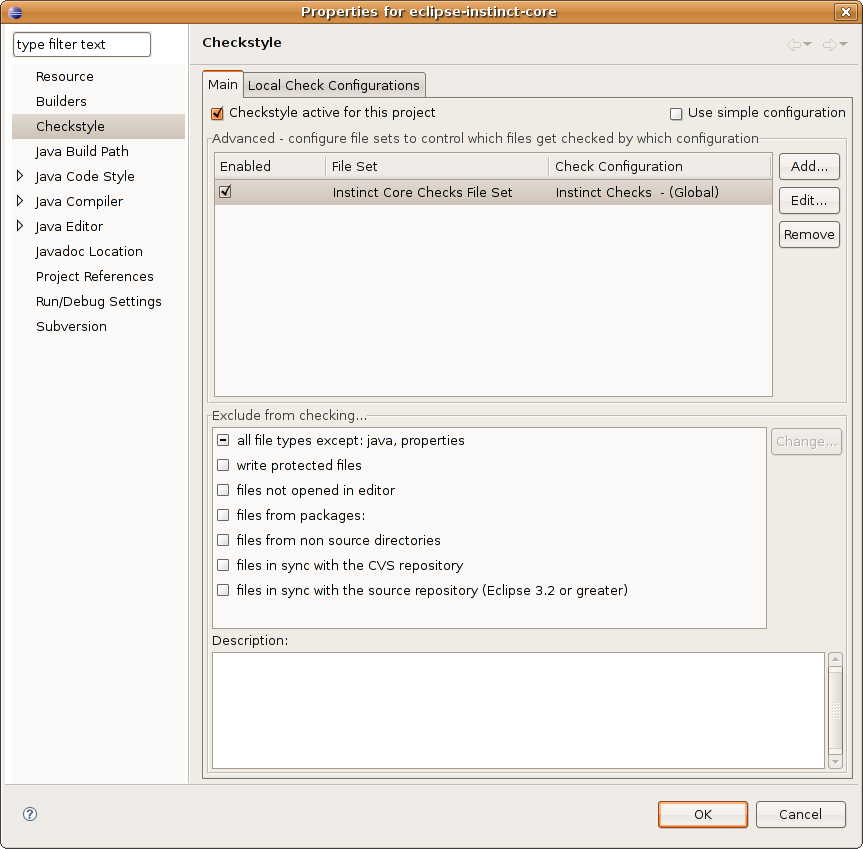 Properties for eclipse-instinct-core
type filter text
Resource
Builders
Checkstyle
Java Build Path
Java Code Style
Java Compiler
Java Editor
Javadoc Location
Project References
Run/Debug Settings
Subversion
Checkstyle
Main Local Check Configurations
Checkstyle active for this project Use simple configuration
Advanced - configure file sets to control which files get checked by which configuration
Enabled File Set Check Configuration
Instinct Core Checks File Set Instinct Checks - (Global)
Add...
Edit...
Remove
Exclude from checking...
all file types except: java, properties
write protected files
files not opened in editor
files from packages:
files from non source directories
files in sync with the CVS repository
files in sync with the source repository (Eclipse 3.2 or greater)
Change...
Description:
?
OK Cancel